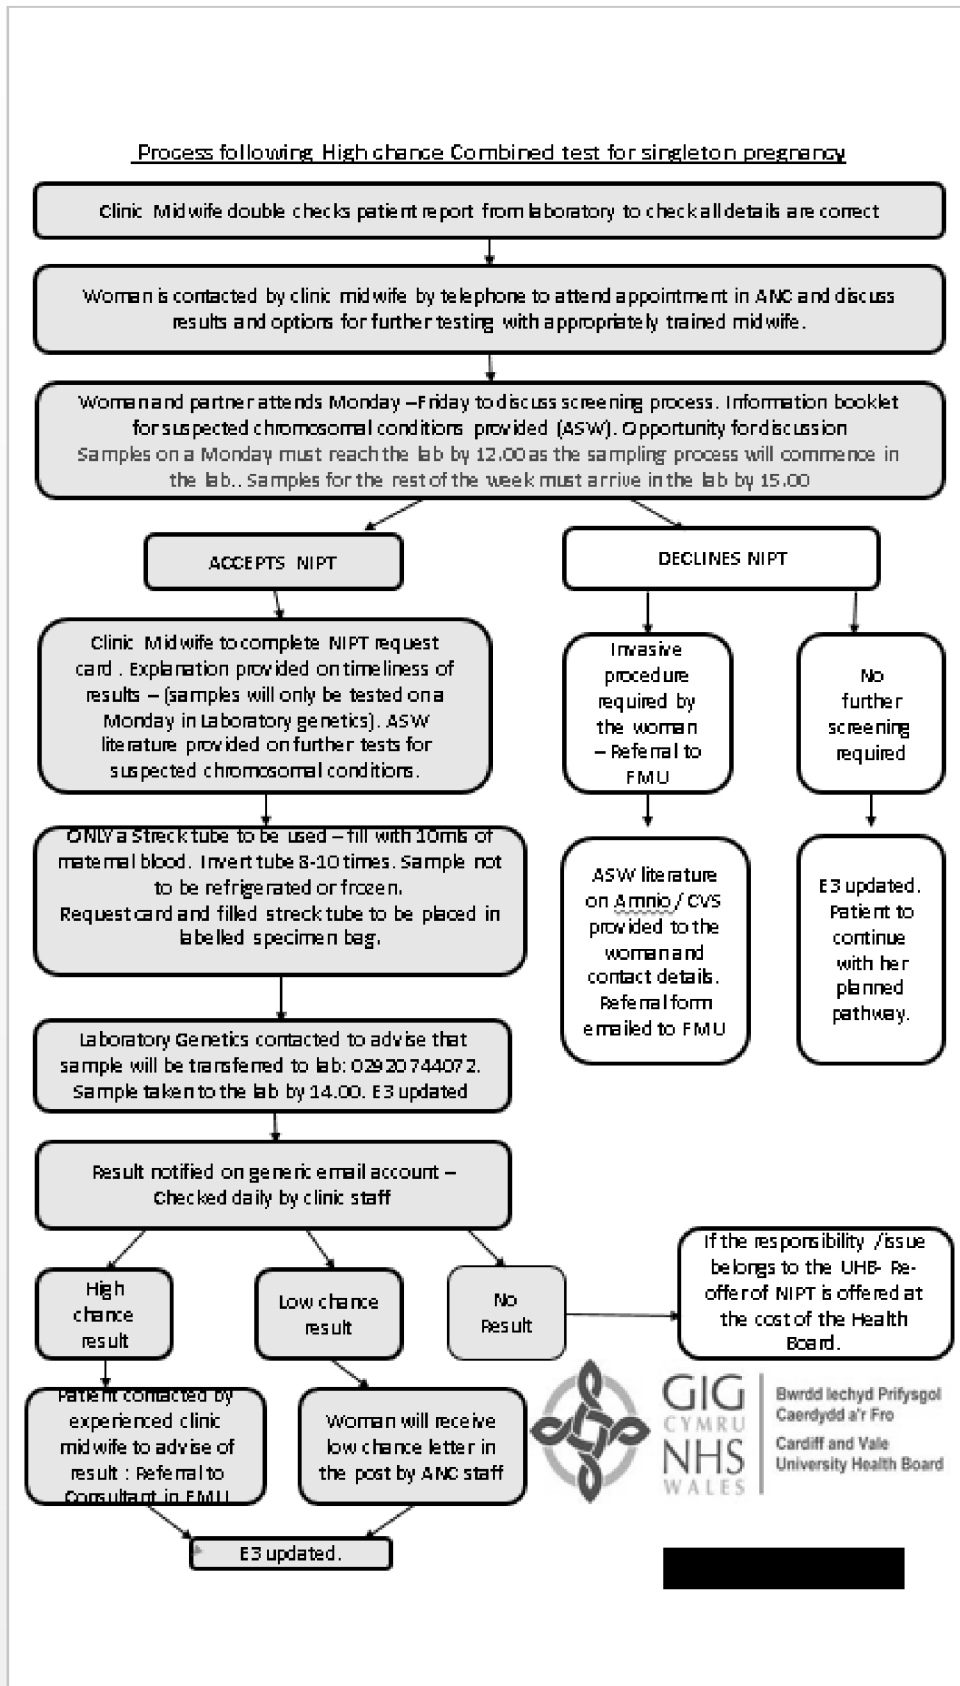 Process following High chance Combined test for singleton pregnancy
Clinic Midwife double checks patient report from laboratory to check all details are correct
Woman is contacted by clinic midwife by telephone to attend appointment in ANC and discuss
results and options for further testing with appropriately trained midwife.
Woman and partner attends Monday –Friday to discuss screening process. Information booklet
for suspected chromosomal conditions provided (ASW). Opportunity for discussion
Samples on a Monday must reach the lab by 12.00 as the sampling process will commence in
the lab.. Samples for the rest of the week must arrive in the lab by 15.00
ACCEPTS NIPT
DECLINES NIPT
Clinic Midwife to complete NIPT request
card . Explanation provided on timeliness of
results – (samples will only be tested on a
Monday in Laboratory genetics). ASW
literature provided on further tests for
suspected chromosomal conditions.
Invasive
procedure
required by
the woman
– Referral to
FMU
No
further
screening
required
ONLY a Streck tube to be used – fill with 10mls of
maternal blood. Invert tube 8-10 times. Sample not
to be refrigerated or frozen.
Request card and filled streck tube to be placed in
labelled specimen bag.
ASW literature
on Amnio / CVS
provided to the
woman and
contact details.
Referral form
emailed to FMU
E3 updated.
Patient to
continue
with her
planned
pathway.
Laboratory Genetics contacted to advise that
sample will be transferred to lab: 02920744072.
Sample taken to the lab by 14.00. E3 updated
Result notified on generic email account –
Checked daily by clinic staff
High
chance
result
Low chance
result
No
Result
If the responsibility /issue
belongs to the UHB- Re-
offer of NIPT is offered at
the cost of the Health
Board.
Patient contacted by
experienced clinic
midwife to advise of
result : Referral to
Consultant in FMU
Woman will receive
low chance letter in
the post by ANC staff
E3 updated.
GIG
CYMRU
NHS
WALES
Bwrdd Iechyd Prifysgol
Caerdydd a'r Fro
Cardiff and Vale
University Health Board